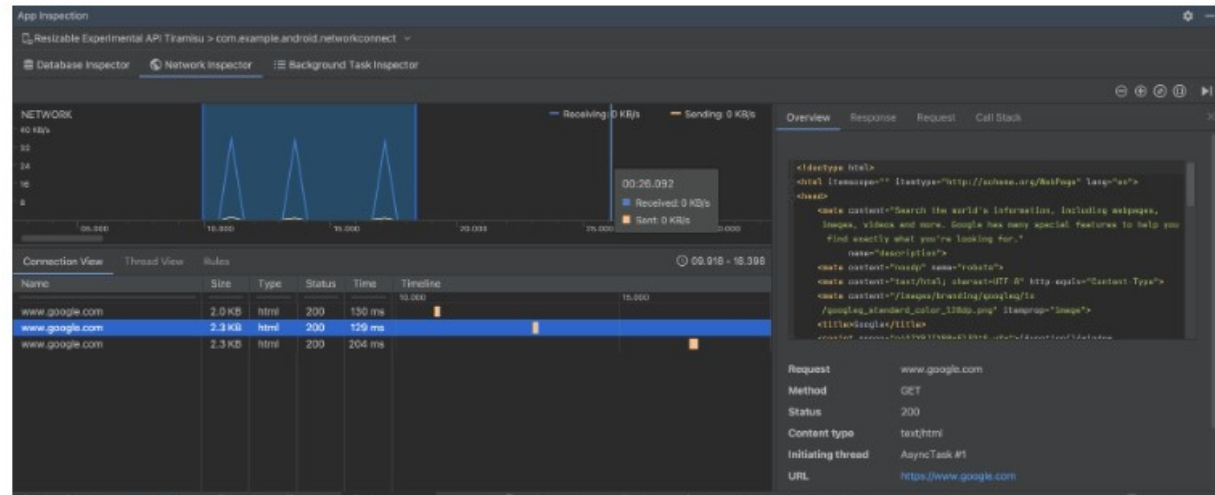 App Inspection
Resizable Experimental API Tiramisu > com.example.android.networkconnect
Database Inspector Network Inspector Background Task Inspector
NETWORK
40 KB/s
32
24
16
8
Receiving: 0 KB/s Sending: 0 KB/s
00:26.092
Received: 0 KB/s
Sent: 0 KB/s
05.000 10.000 15.000 20.000 25.000
Connection View Thread View Rules 09.918 - 18.398
Name Size Type Status Time Timeline
10.000 15.000
www.google.com 2.0 KB html 200 130 ms
www.google.com 2.3 KB html 200 129 ms
www.google.com 2.3 KB html 200 204 ms
Overview Response Request Call Stack
<!doctype html>
<html itemscope="" itemtype="http://schema.org/WebPage" lang="en">
<head>
<meta content="Search the world's information, including webpages,
images, videos and more. Google has many special features to help you
find exactly what you're looking for."
name="description">
<meta content="noodp" name="robots">
<meta content="text/html; charset=UTF-8" http-equiv="Content-Type">
<meta content="/images/branding/googleg/1x
/googleg_standard_color_128dp.png" itemprop="image">
<title>Google</title>
Request www.google.com
Method GET
Status 200
Content type text/html
Initiating thread AsyncTask #1
URL https://www.google.com